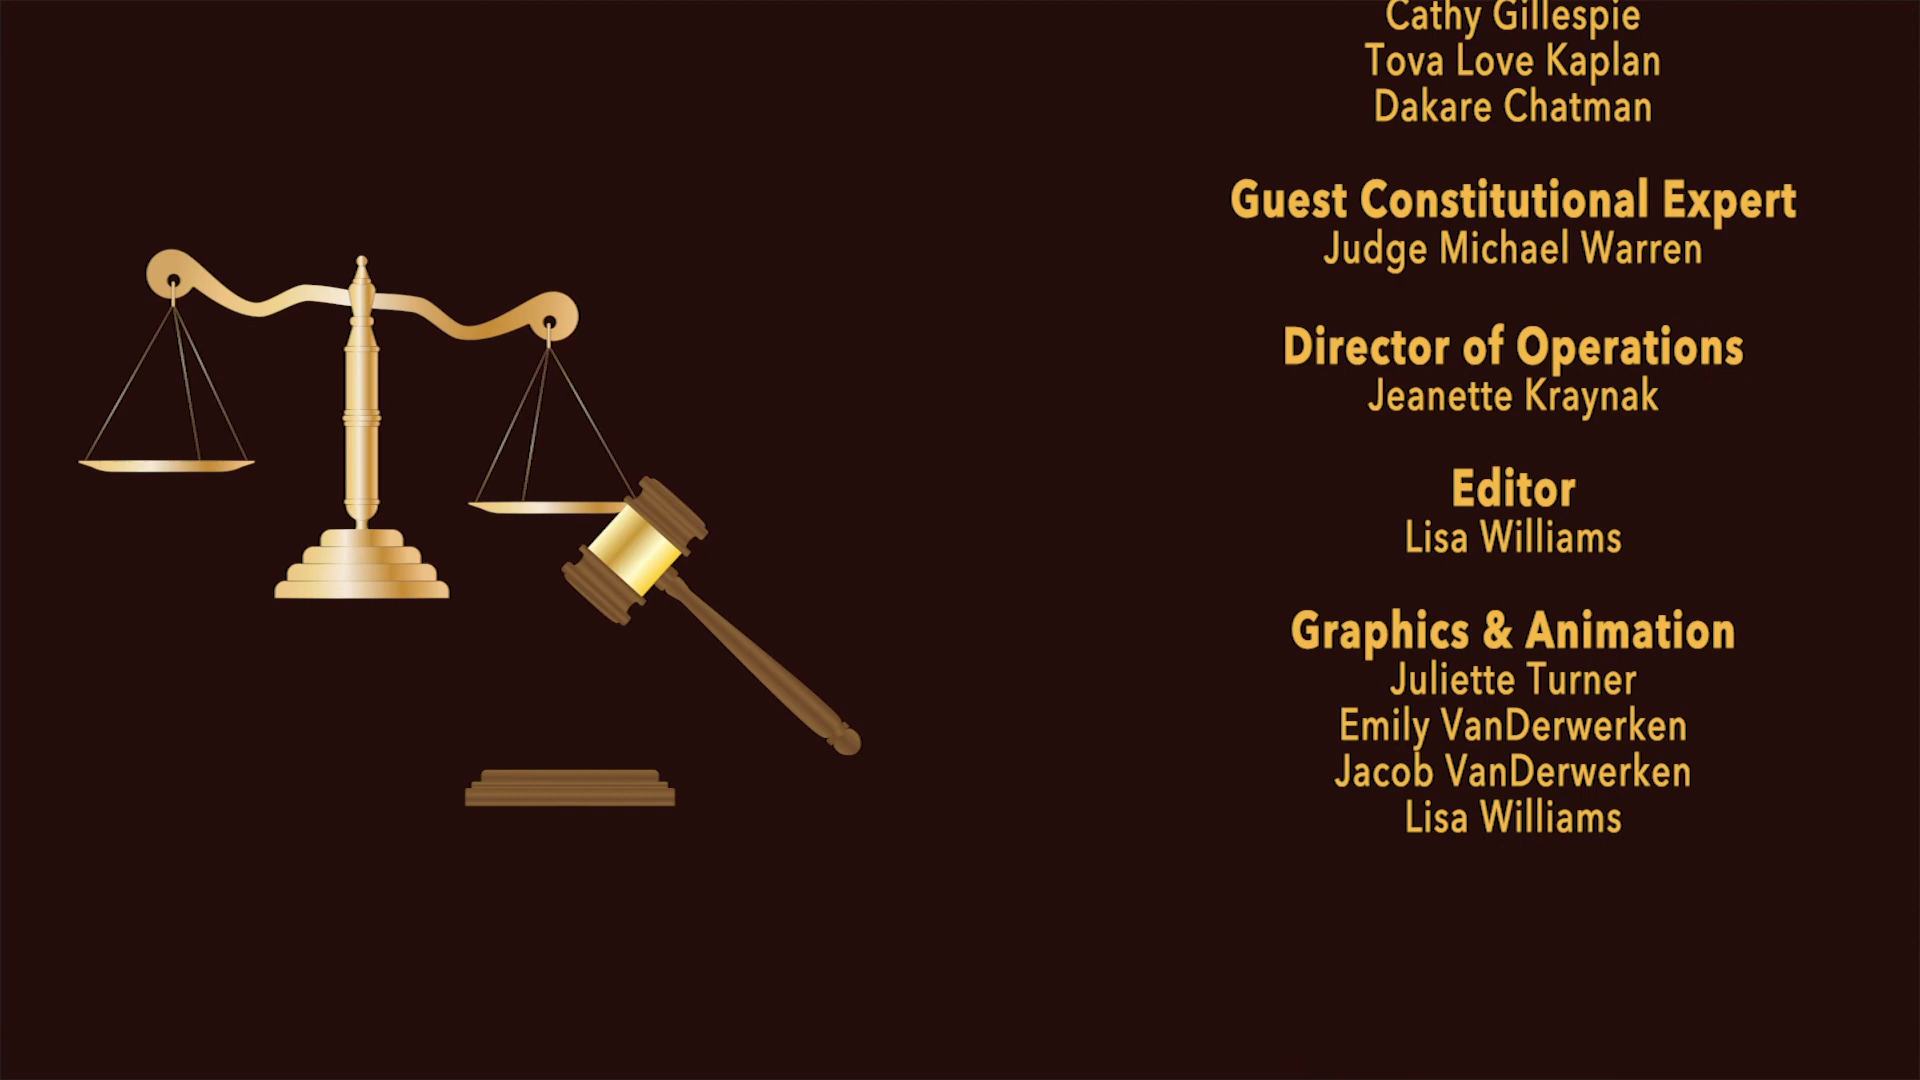 Cathy Gillespie
Tova Love Kaplan
Dakare Chatman
Guest Constitutional Expert
Judge Michael Warren
Director of Operations
Jeanette Kraynak
Editor
Lisa Williams
Graphics & Animation
Juliette Turner
Emily VanDerwerken
Jacob VanDerwerken
Lisa Williams